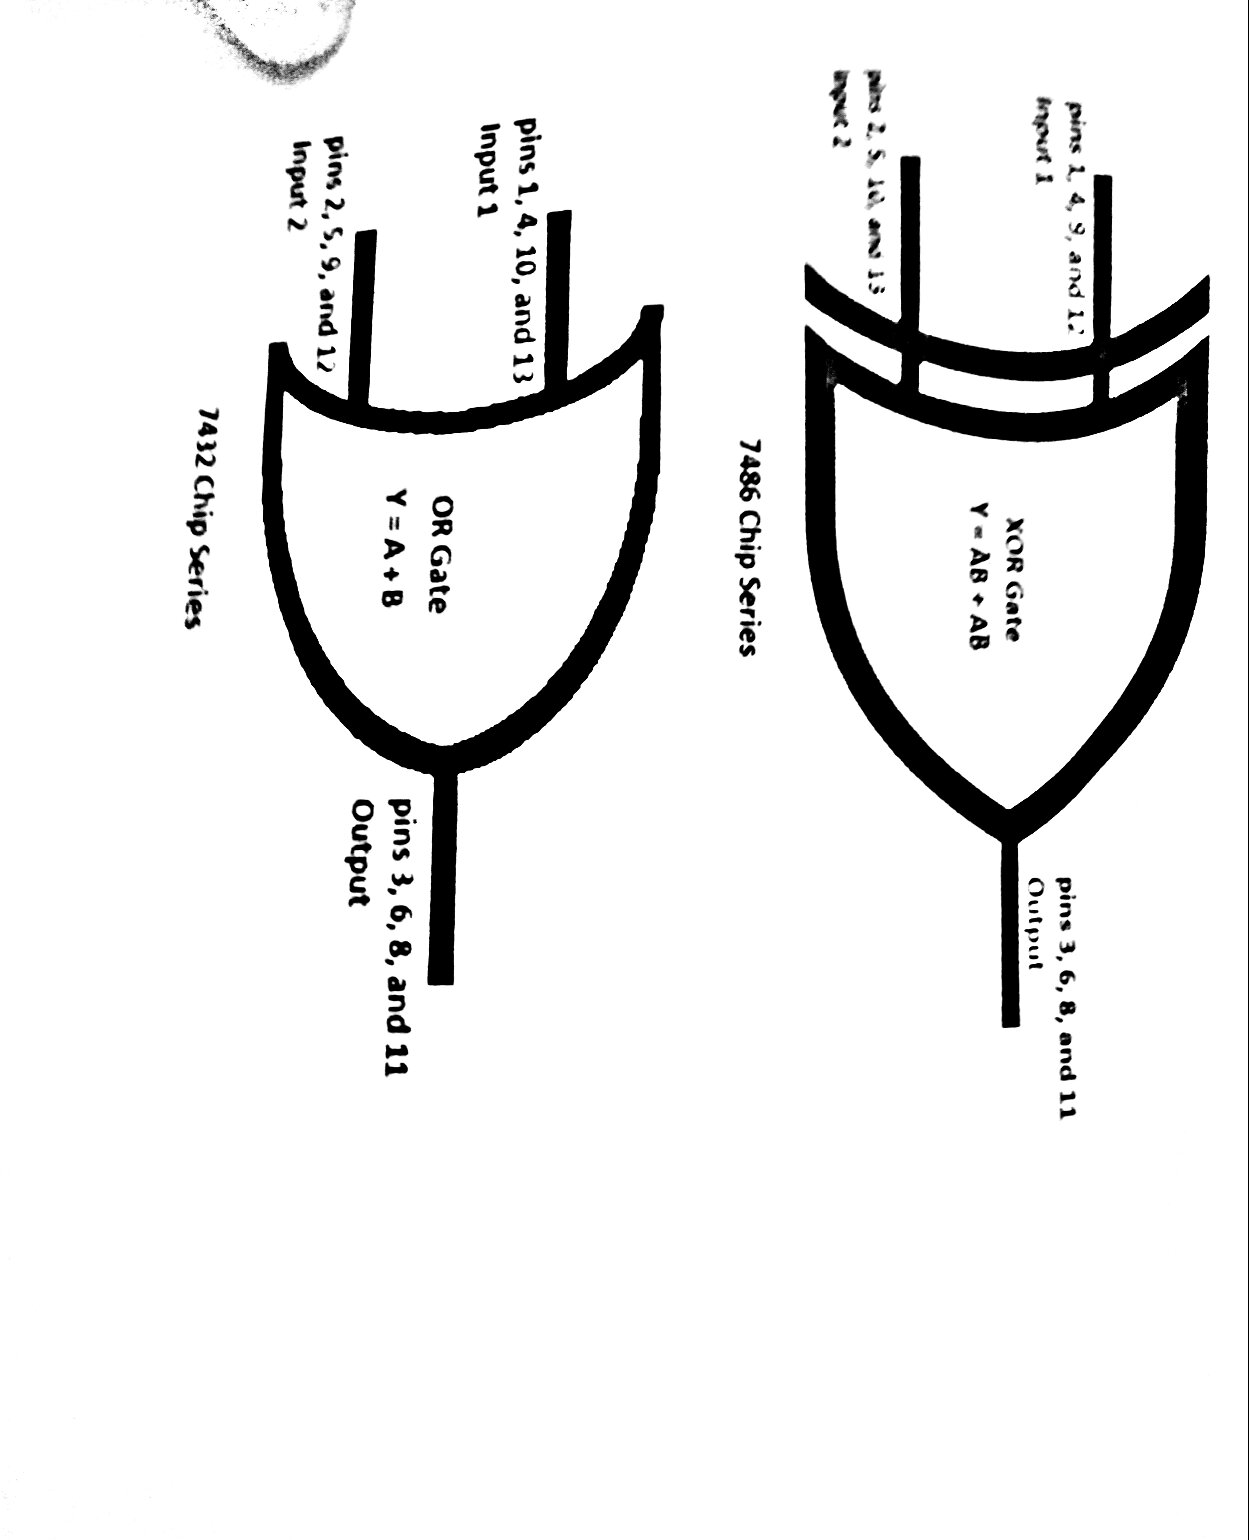 pins 1, 4, 9, and 12
Input 1
pins 3, 6, 8, and 11
Output
XOR Gate
Y = ĀB + AB
pins 2, 5, 10, and 13
Input 2
7486 Chip Series
pins 1, 4, 10, and 13
Input 1
OR Gate
Y = A + B
pins 3, 6, 8, and 11
Output
pins 2, 5, 9, and 12
Input 2
7432 Chip Series